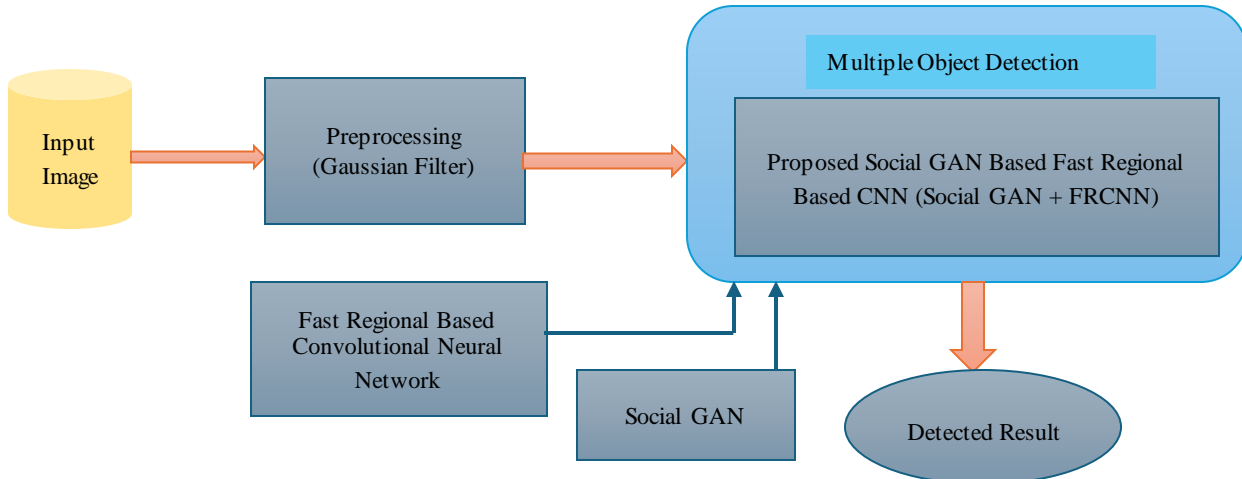 Input
Image
Preprocessing
(Gaussian Filter)
Multiple Object Detection
Proposed Social GAN Based Fast Regional
Based CNN (Social GAN + FRCNN)
Fast Regional Based
Convolutional Neural
Network
Social GAN
Detected Result